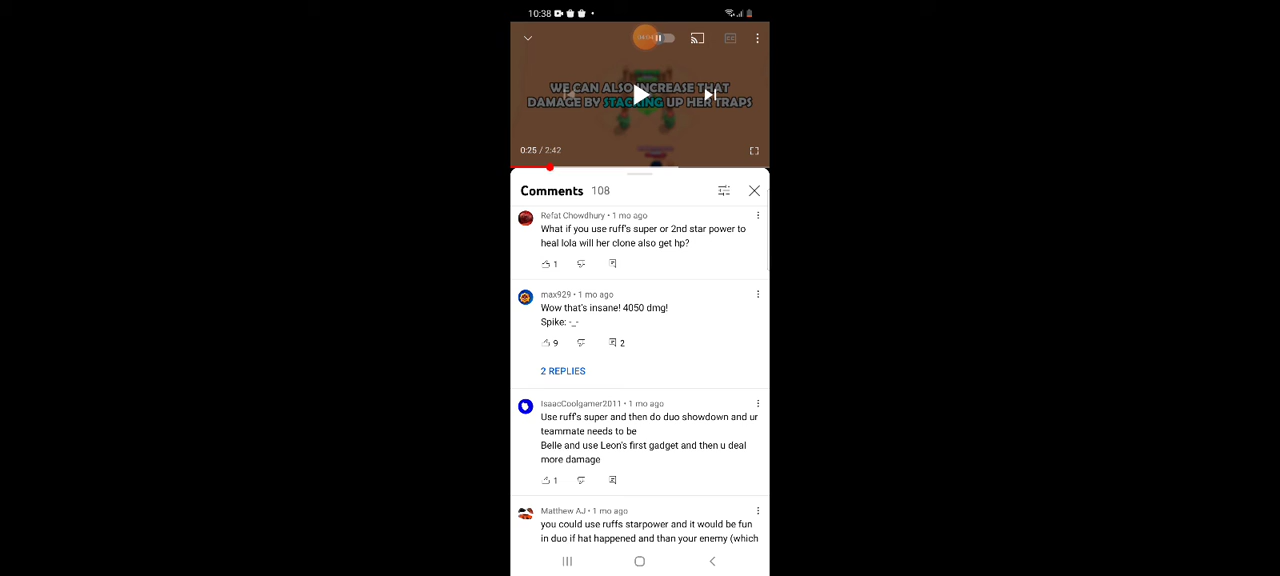 10:38
WE CAN ALSO INCREASE THAT
DAMAGE BY STACKING UP HER TRAPS
0:25 / 2:42
Comments 108
Refat Chowdhury • 1 mo ago
What if you use ruff's super or 2nd star power to
heal lola will her clone also get hp?
1
max929 • 1 mo ago
Wow that's insane! 4050 dmg!
Spike: -_-
9 2
2 REPLIES
IsaacCoolgamer2011 • 1 mo ago
Use ruff's super and then do duo showdown and ur
teammate needs to be
Belle and use Leon's first gadget and then u deal
more damage
1
Matthew AJ • 1 mo ago
you could use ruffs starpower and it would be fun
in duo if hat happened and than your enemy (which